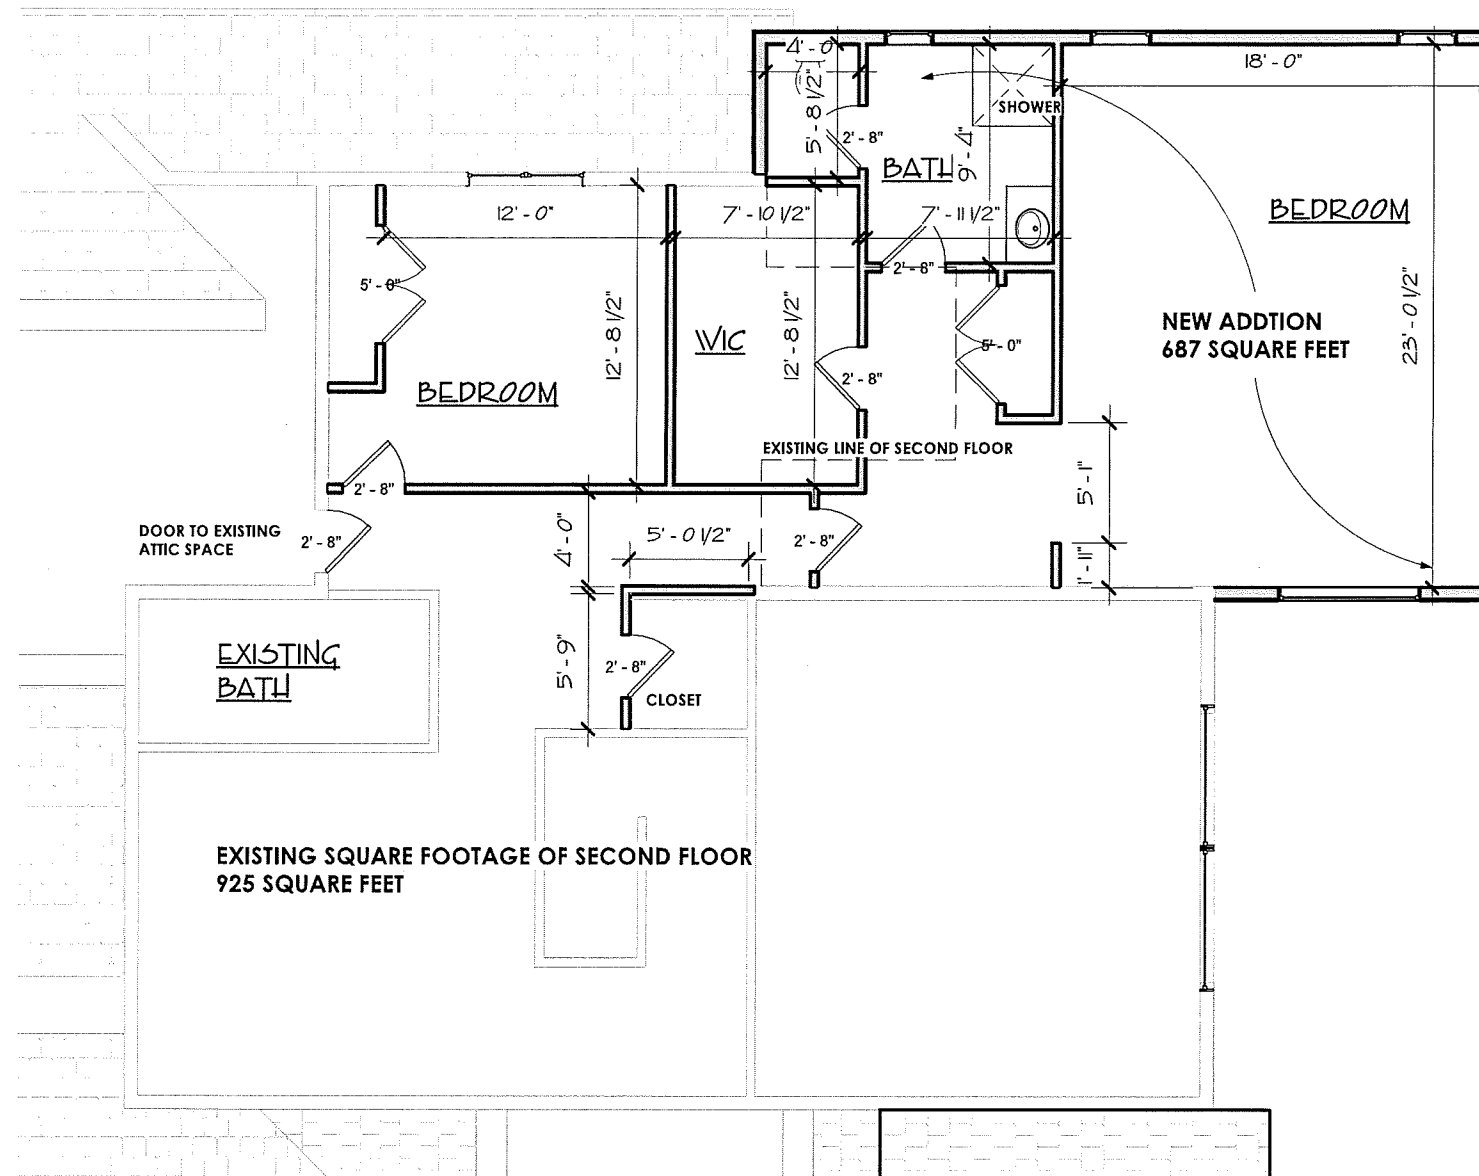 4' - 0"
18' - 0"
5' - 8 1/2"
SHOWER
2' - 8"
9' - 4"
BATH
12' - 0"
7' - 10 1/2"
7' - 11 1/2"
BEDROOM
2' - 8"
5' - 0"
12' - 8 1/2"
12' - 8 1/2"
WIC
5' - 0"
NEW ADDTION
687 SQUARE FEET
23' - 0 1/2"
2' - 8"
BEDROOM
EXISTING LINE OF SECOND FLOOR
2' - 8"
5' - 1"
DOOR TO EXISTING
ATTIC SPACE
2' - 8"
4' - 0"
5' - 0 1/2"
2' - 8"
1' - 11"
EXISTING
BATH
5' - 9"
2' - 8"
CLOSET
EXISTING SQUARE FOOTAGE OF SECOND FLOOR
925 SQUARE FEET